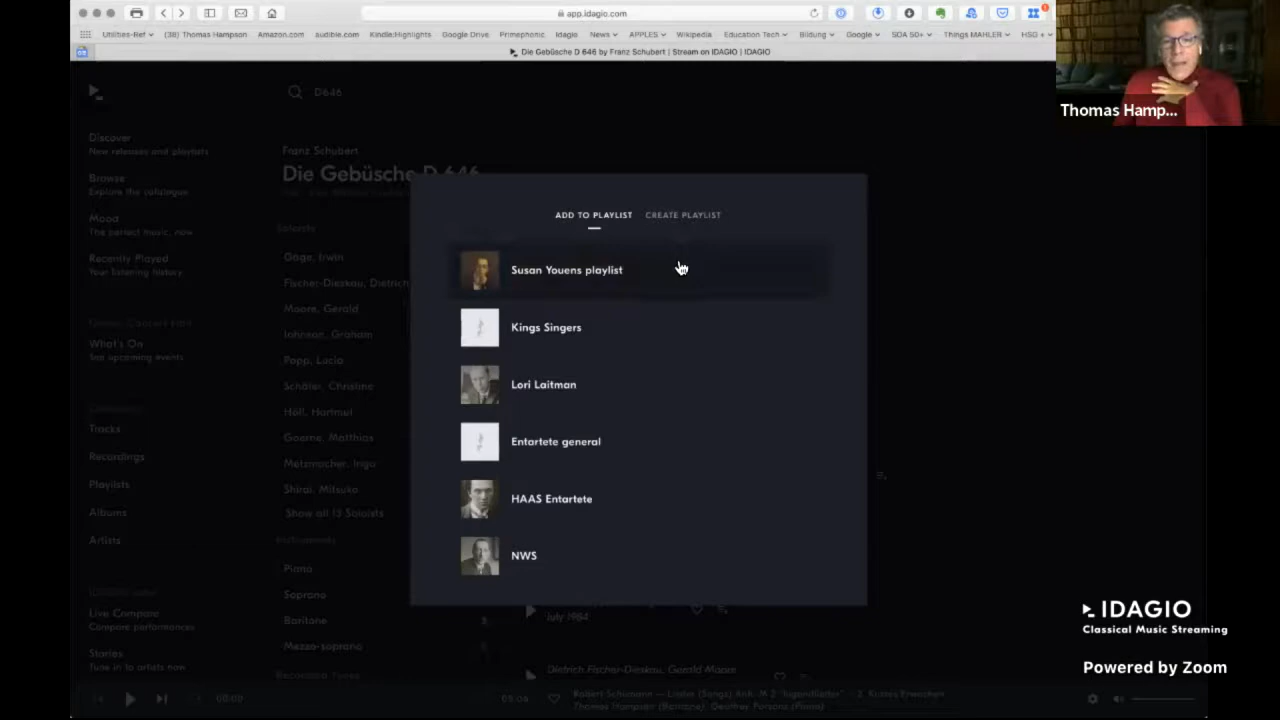 app.idagio.com
Utilities-Ref
(38) Thomas Hampson
Amazon.com
audible.com
Kindle:Highlights
Google Drive
Primephonic
Idagio
News
APPLES
Wikipedia
Education Tech
Bildung
Google
SDA 50+
Things MAHLER
HSO
Die Gebüsche D 646 by Franz Schubert | Stream on IDAGIO | IDAGIO
Thomas Hamp...
D646
Discover
New releases and playlists
Browse
Explore the catalogue
Mood
The perfect music, now
Recently Played
Your listening history
What's On
See upcoming events
Tracks
Recordings
Playlists
Albums
Artists
Live Compare
Compare performances
Stories
Tune in to artists now
Franz Schubert
Die Gebüsche D 646
Soloists
Gage, Irwin
Fischer-Dieskau, Dietrich
Moore, Gerald
Johnson, Graham
Popp, Lucia
Schäfer, Christine
Höll, Hartmut
Goerne, Matthias
Metzmacher, Ingo
Shirai, Mitsuko
Show all 13 Soloists
Instruments
Piano
Soprano
Baritone
Mezzo-soprano
ADD TO PLAYLIST
CREATE PLAYLIST
Susan Youens playlist
Kings Singers
Lori Laitman
Entartete general
HAAS Entartete
NWS
July 1984
Dietrich Fischer-Dieskau, Gerald Moore
00:00
Thomas Hampson (Baritone), Geoffrey Parsons (Piano)
IDAGIO
Classical Music Streaming
Powered by Zoom